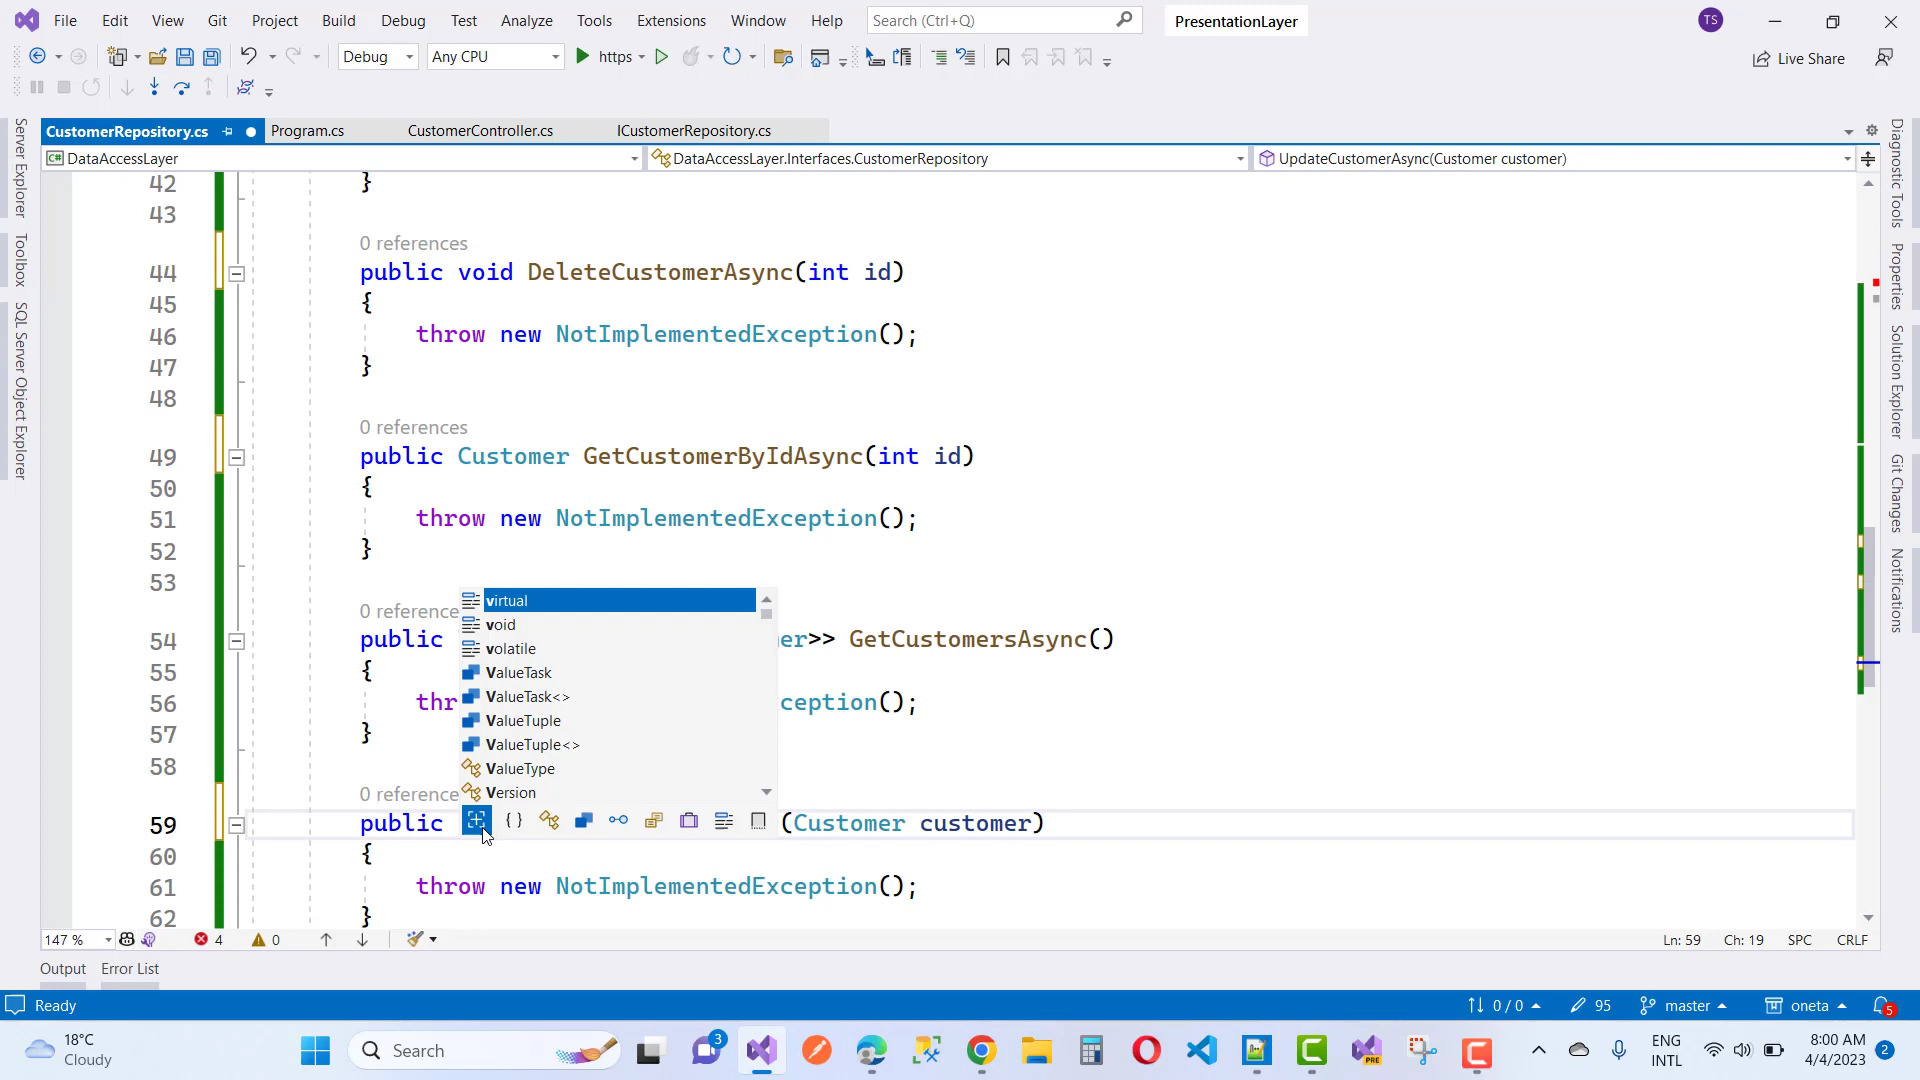 File Edit View Git Project Build Debug Test Analyze Tools Extensions Window Help Search (Ctrl+Q) PresentationLayer TS
Debug Any CPU https Live Share
CustomerRepository.cs Program.cs CustomerController.cs ICustomerRepository.cs
C# DataAccessLayer DataAccessLayer.Interfaces.CustomerRepository UpdateCustomerAsync(Customer customer)
Server Explorer
Toolbox
SQL Server Object Explorer
42 }
43
0 references
44 public void DeleteCustomerAsync(int id)
45 {
46 throw new NotImplementedException();
47 }
48
0 references
49 public Customer GetCustomerByIdAsync(int id)
50 {
51 throw new NotImplementedException();
52 }
53
0 reference
54 public er>> GetCustomersAsync()
55 {
56 thr ception();
57 }
58
0 reference
59 public (Customer customer)
60 {
61 throw new NotImplementedException();
62 }
virtual
void
volatile
ValueTask
ValueTask<>
ValueTuple
ValueTuple<>
ValueType
Version
{ }
Diagnostic Tools
Properties
Solution Explorer
Git Changes
Notifications
147 % 4 0 Ln: 59 Ch: 19 SPC CRLF
Output Error List
Ready 0 / 0 95 master oneta 5
18°C
Cloudy
Search 3 PRE ENG
INTL
8:00 AM
4/4/2023 2